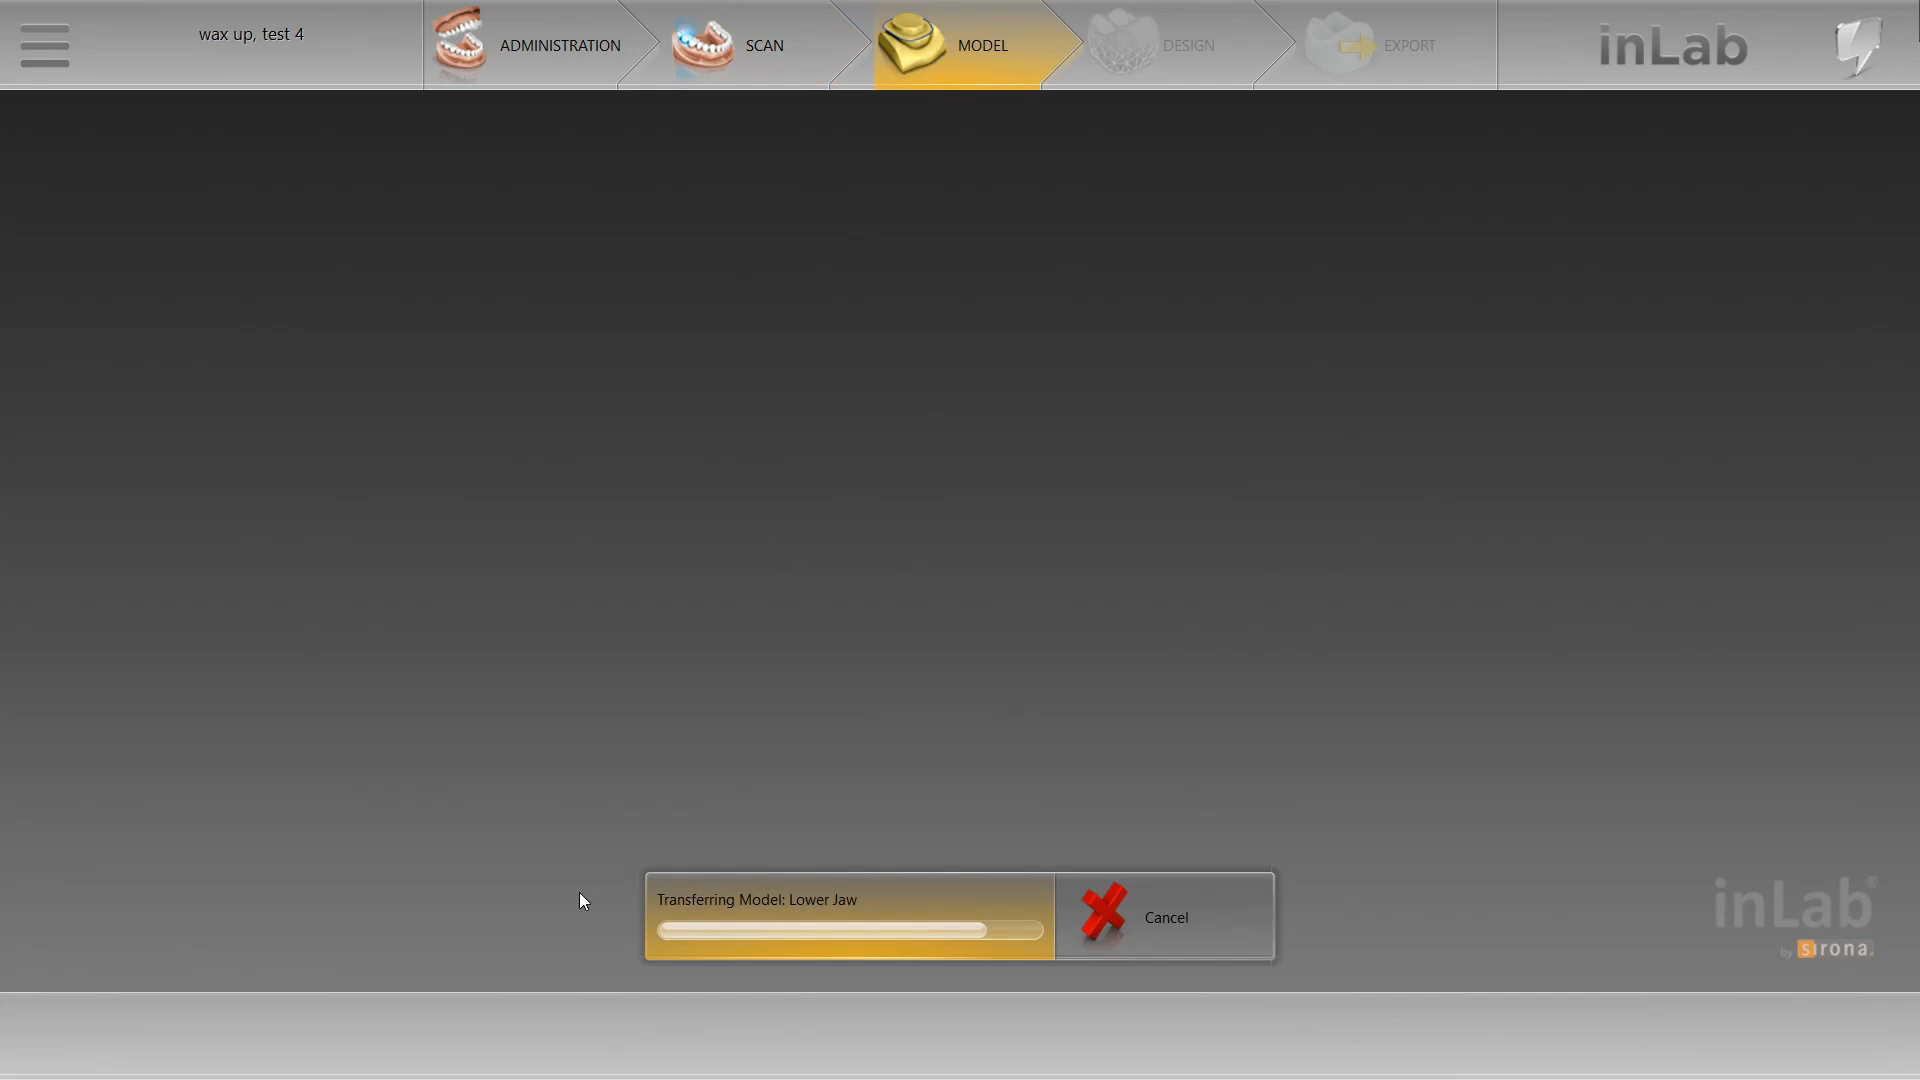 wax up, test 4
ADMINISTRATION
SCAN
MODEL
DESIGN
EXPORT
inLab
Transferring Model: Lower Jaw
Cancel
inLab®
by sirona.